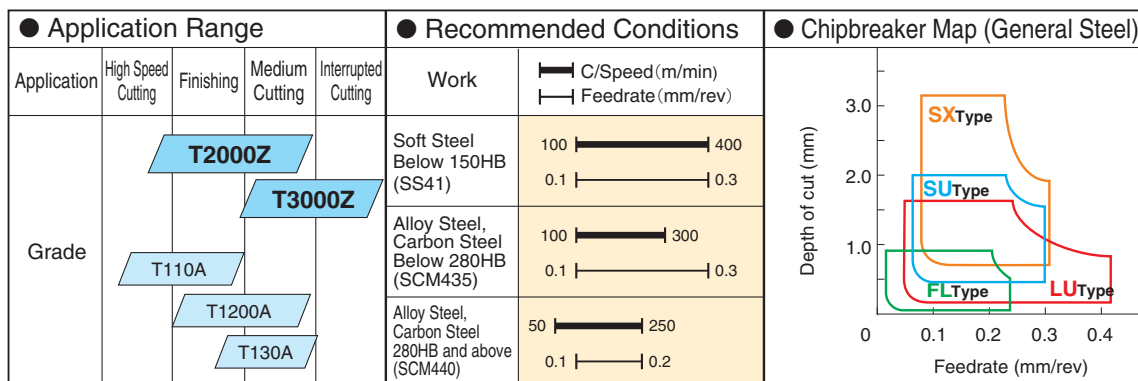 ● Application Range
Application
High Speed
Cutting
Finishing
Medium
Cutting
Interrupted
Cutting
Grade
T2000Z
T3000Z
T110A
T1200A
T130A
● Recommended Conditions
Work
C/Speed(m/min)
Feedrate(mm/rev)
Soft Steel
Below 150HB
(SS41)
100 400
0.1 0.3
Alloy Steel,
Carbon Steel
Below 280HB
(SCM435)
100 300
0.1 0.3
Alloy Steel,
Carbon Steel
280HB and above
(SCM440)
50 250
0.1 0.2
● Chipbreaker Map (General Steel)
Depth of cut (mm)
3.0
2.0
1.0
SXType
SUType
FLType
LUType
0 0.1 0.2 0.3 0.4
Feedrate (mm/rev)